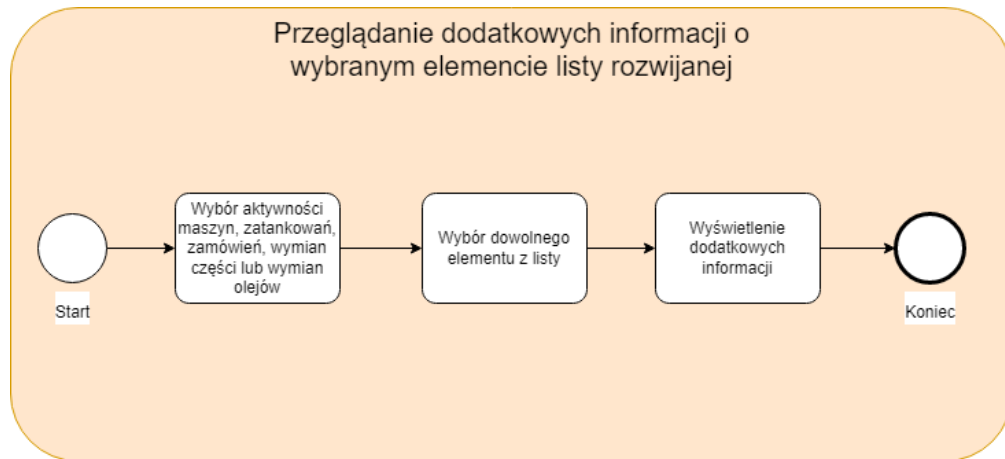 Przeglądanie dodatkowych informacji o
wybranym elemencie listy rozwijanej
Wybór aktywności
maszyn, zatankowań,
zamówień, wymian
części lub wymian
olejów
Wybór dowolnego
elementu z listy
Wyświetlenie
dodatkowych
informacji
Start
Koniec